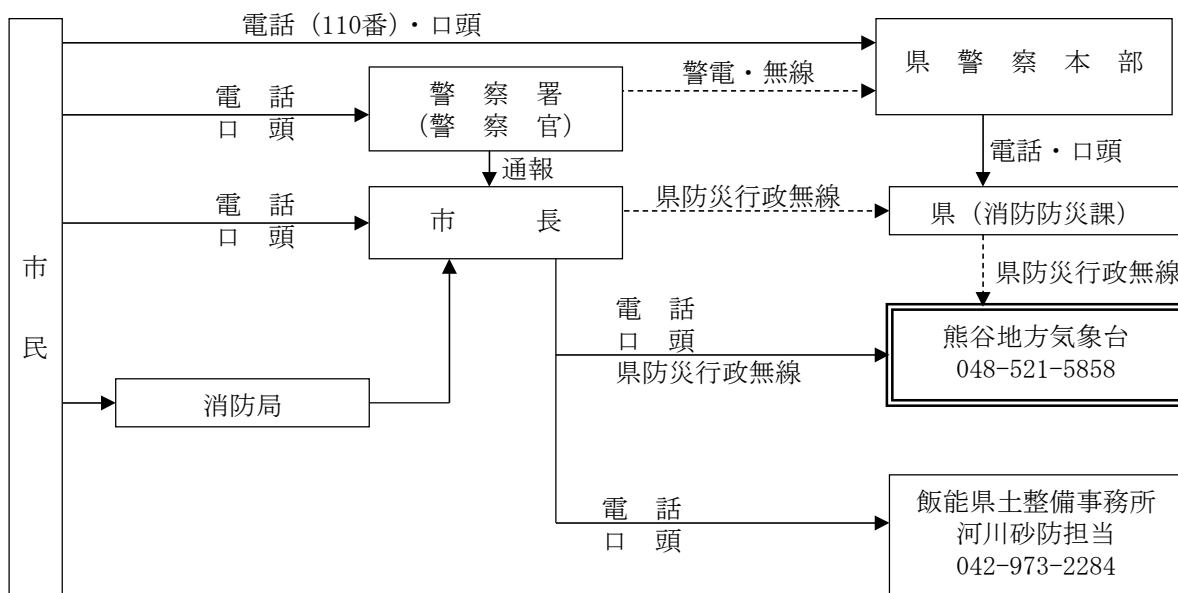 電話（110番）・口頭
県　警　察　本　部
警電・無線
電　話
口　頭
警　察　署
（警　察　官）
電話・口頭
通報
電　話
口　頭
市　　　長
県防災行政無線
県（消防防災課）
市
民
県防災行政無線
電　話
口　頭
県防災行政無線
熊谷地方気象台
048-521-5858
消防局
電　話
口　頭
飯能県土整備事務所
河川砂防担当
042-973-2284